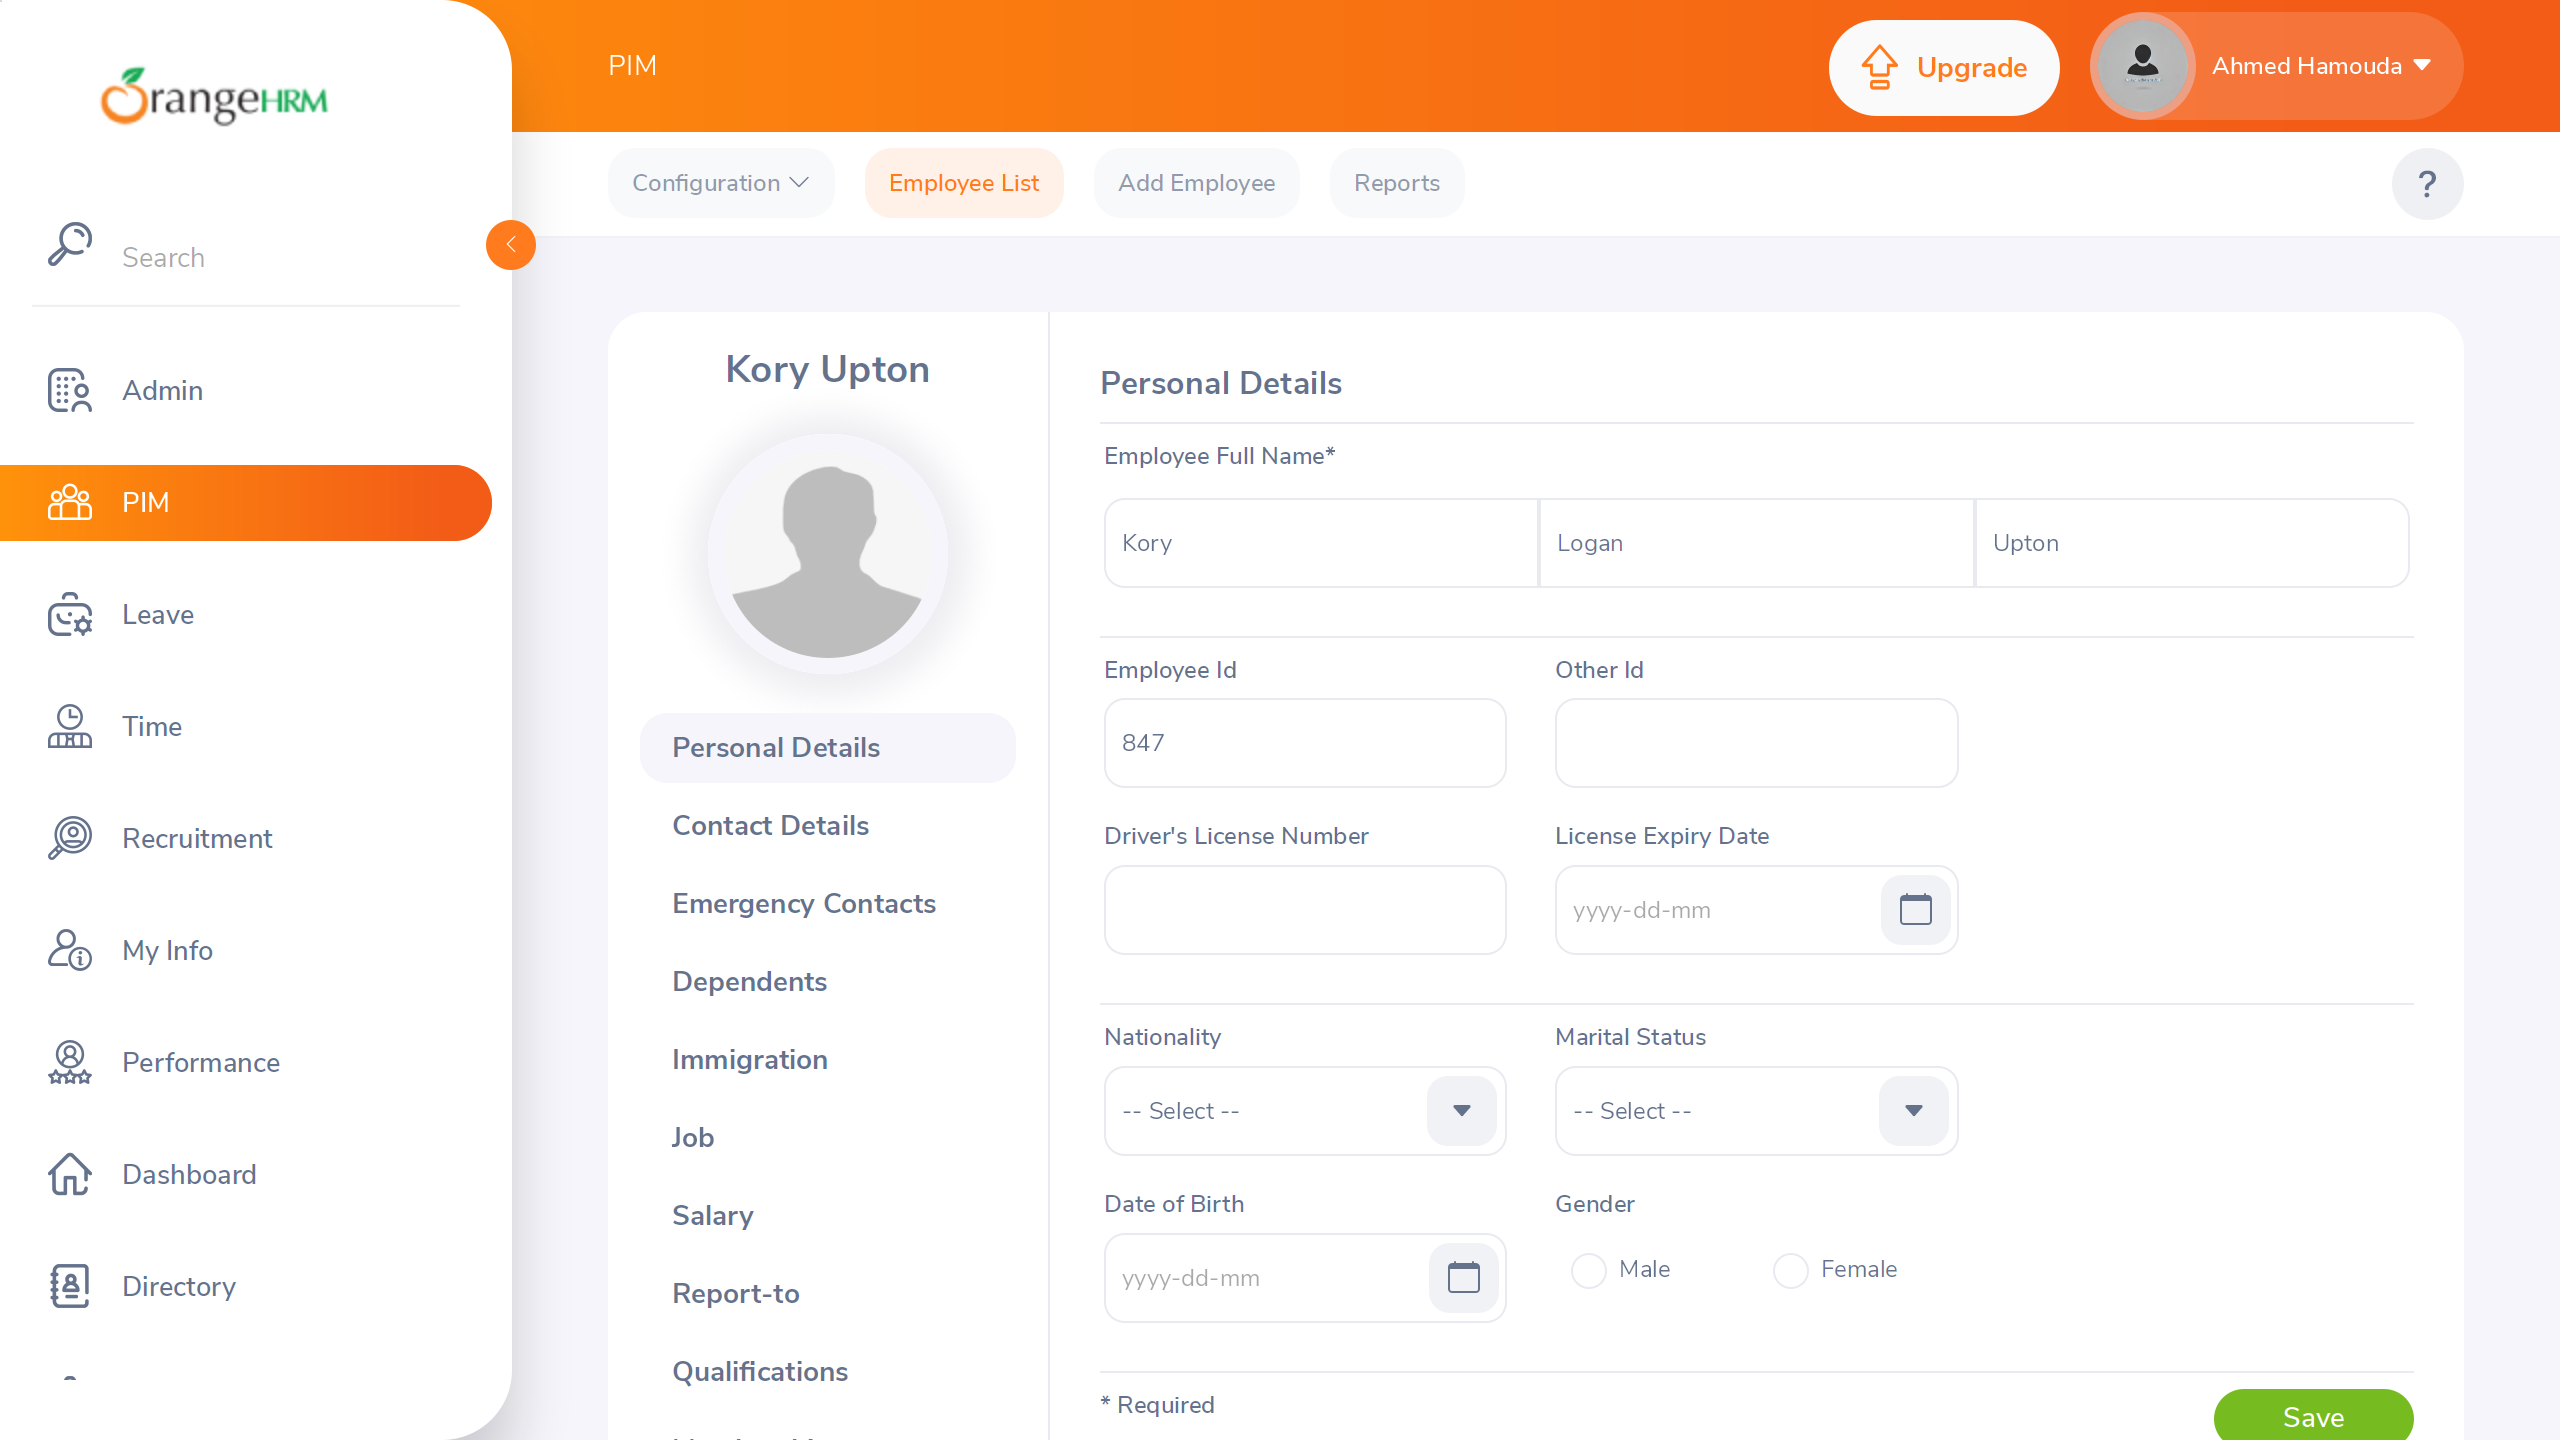 OrangeHRM
PIM
Upgrade
Ahmed Hamouda
Configuration
Employee List
Add Employee
Reports
?
Search
Admin
PIM
Leave
Time
Recruitment
My Info
Performance
Dashboard
Directory
Kory Upton
Personal Details
Contact Details
Emergency Contacts
Dependents
Immigration
Job
Salary
Report-to
Qualifications
Personal Details
Employee Full Name*
Kory
Logan
Upton
Employee Id
Other Id
847
Driver's License Number
License Expiry Date
yyyy-dd-mm
Nationality
Marital Status
-- Select --
-- Select --
Date of Birth
Gender
yyyy-dd-mm
Male
Female
* Required
Save